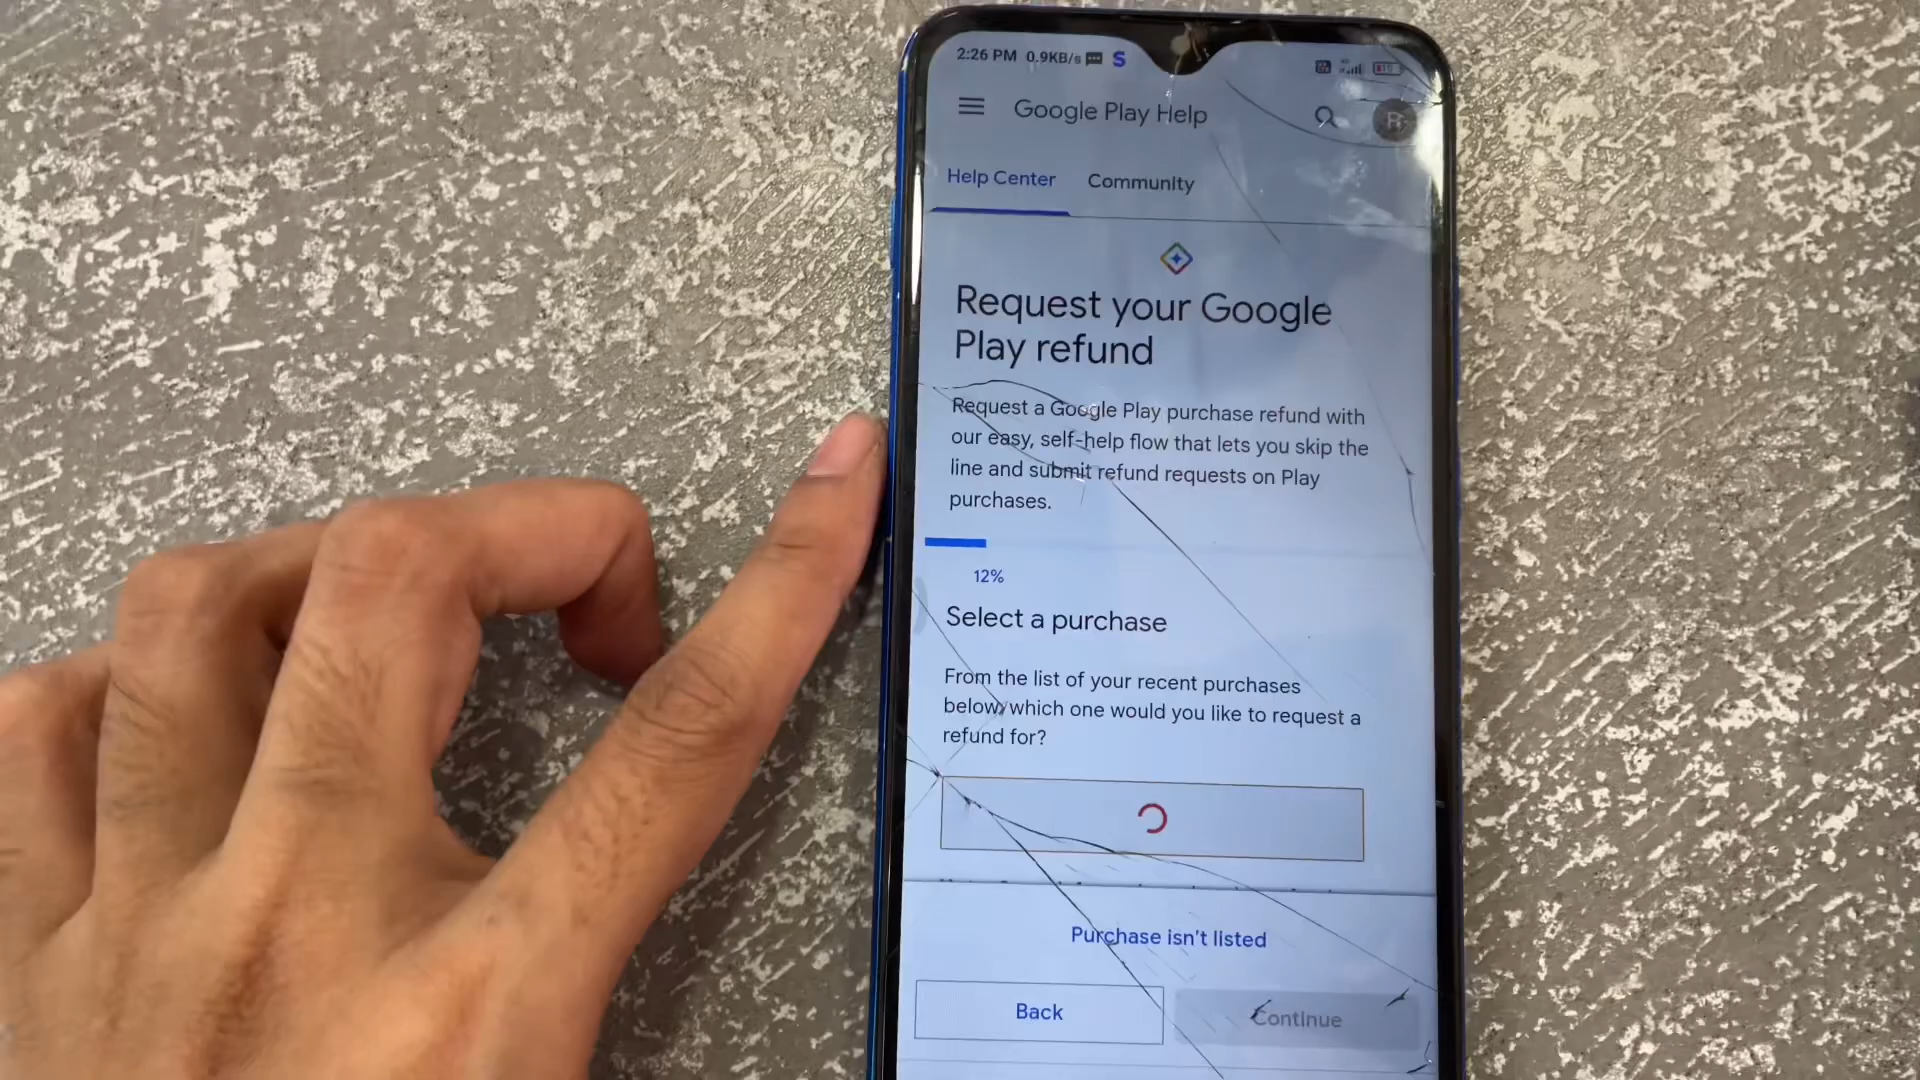 2:26 PM 0.9KB/s S
Google Play Help
R
Help Center Community
Request your Google
Play refund
Request a Google Play purchase refund with
our easy, self-help flow that lets you skip the
line and submit refund requests on Play
purchases.
12%
Select a purchase
From the list of your recent purchases
below, which one would you like to request a
refund for?
Purchase isn't listed
Back Continue